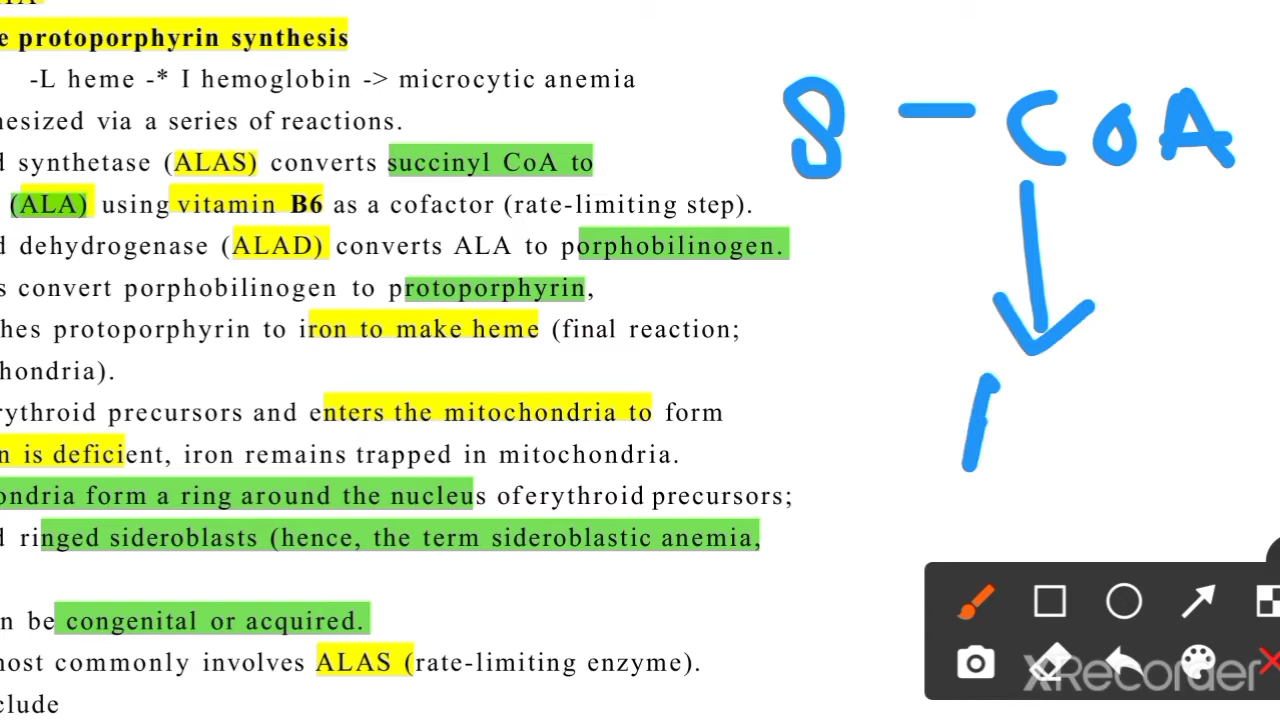 e protoporphyrin synthesis
-L heme -* I hemoglobin -> microcytic anemia
nesized via a series of reactions.
d synthetase (ALAS) converts succinyl CoA to
(ALA) using vitamin B6 as a cofactor (rate-limiting step).
d dehydrogenase (ALAD) converts ALA to porphobilinogen.
s convert porphobilinogen to protoporphyrin,
hes protoporphyrin to iron to make heme (final reaction;
hondria).
rythroid precursors and enters the mitochondria to form
n is deficient, iron remains trapped in mitochondria.
ondria form a ring around the nucleus oferythroid precursors;
d ringed sideroblasts (hence, the term sideroblastic anemia,
n be congenital or acquired.
most commonly involves ALAS (rate-limiting enzyme).
clude
S - CoA
XRecorder